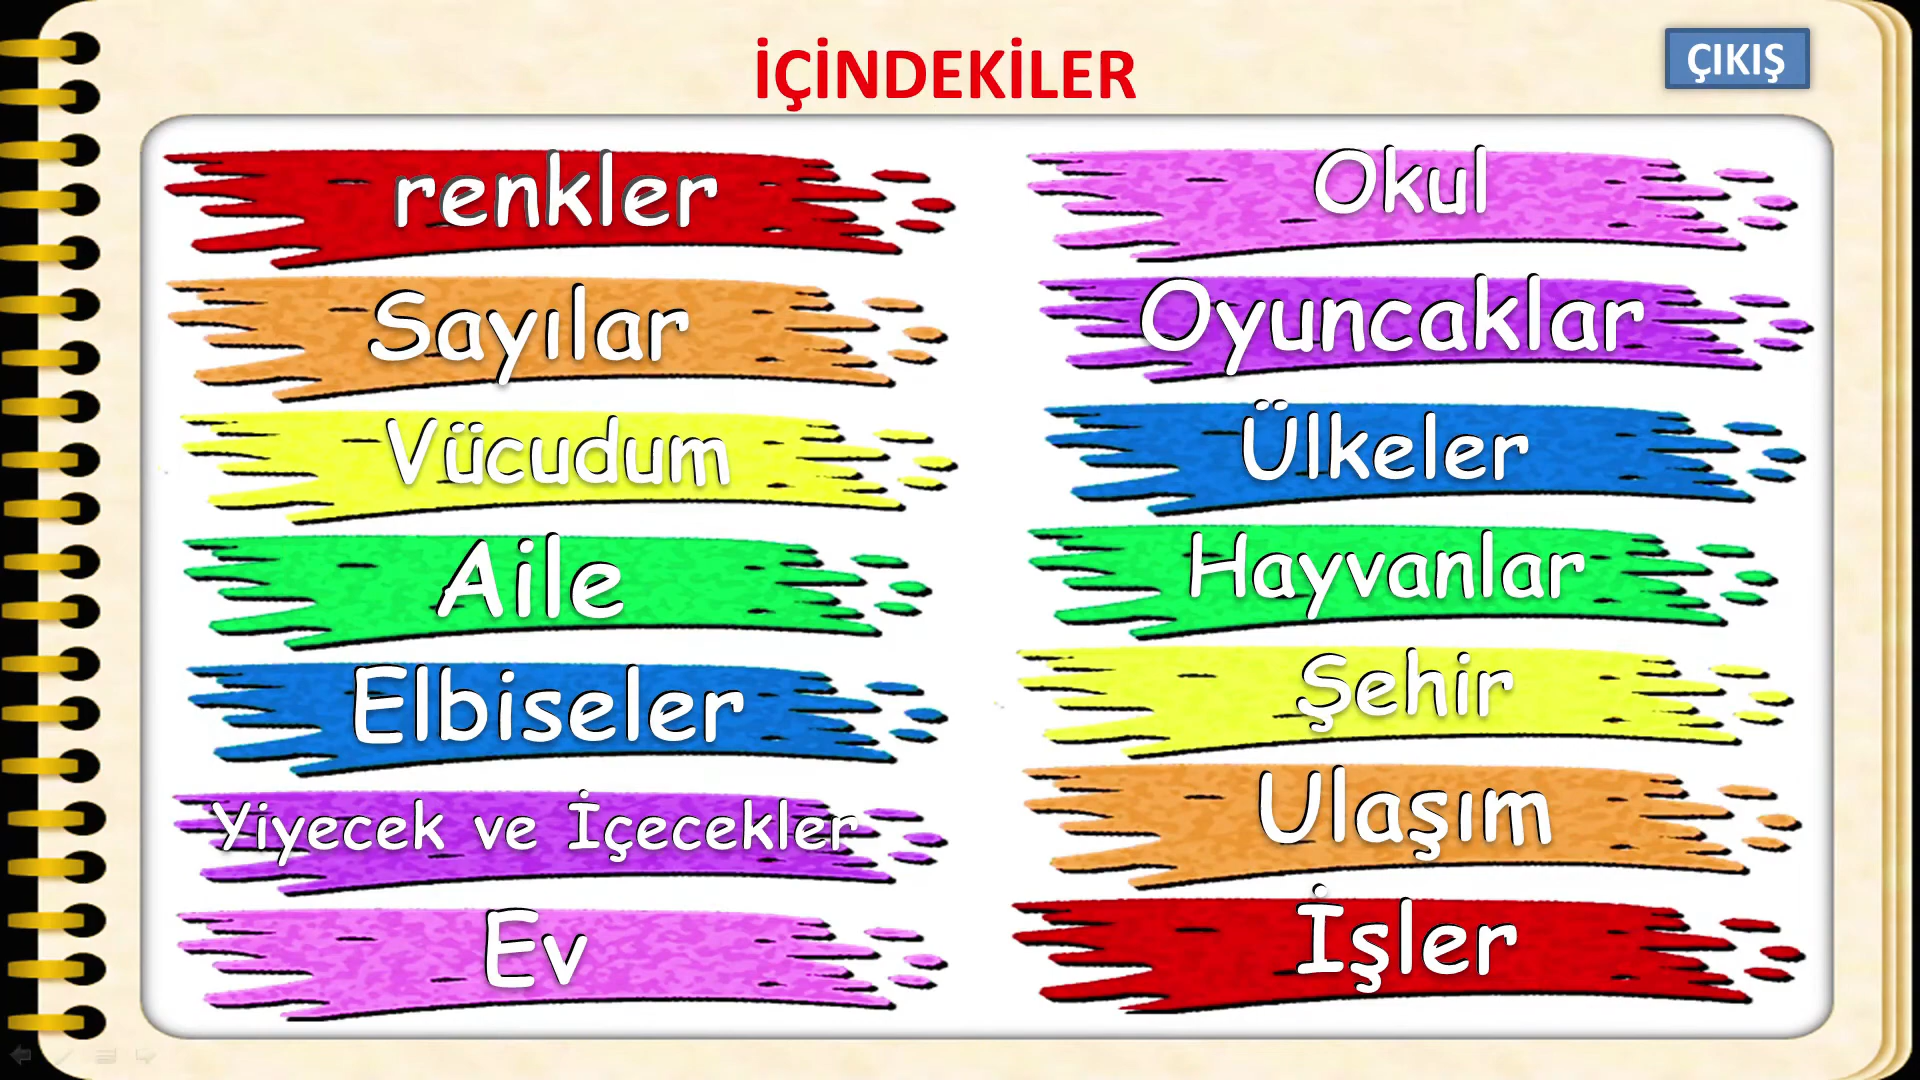 İÇİNDEKİLER
ÇIKIŞ
renkler
Sayılar
Vücudum
Aile
Elbiseler
Yiyecek ve İçecekler
Ev
Okul
Oyuncaklar
Ülkeler
Hayvanlar
Şehir
Ulaşım
İşler